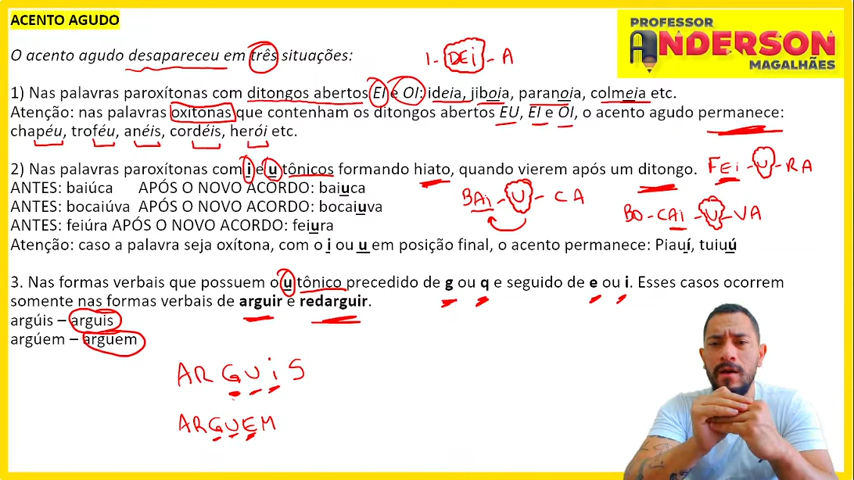 ACENTO AGUDO
PROFESSOR
ANDERSON
MAGALHÃES
O acento agudo desapareceu em três situações:
1 - DEi - A
1) Nas palavras paroxítonas com ditongos abertos EI e OI: ideia, jiboia, paranoia, colmeia etc.
Atenção: nas palavras oxítonas que contenham os ditongos abertos EU, EI e OI, o acento agudo permanece:
chapéu, troféu, anéis, cordéis, herói etc.
2) Nas palavras paroxítonas com i e u tônicos formando hiato, quando vierem após um ditongo.
FEi - U - RA
ANTES: baiúca APÓS O NOVO ACORDO: baiuca
BAi - U - CA
ANTES: bocaiúva APÓS O NOVO ACORDO: bocaiuva
BO - CAi - U - VA
ANTES: feiúra APÓS O NOVO ACORDO: feiura
Atenção: caso a palavra seja oxítona, com o i ou u em posição final, o acento permanece: Piauí, tuiuú
3. Nas formas verbais que possuem o u tônico precedido de g ou q e seguido de e ou i. Esses casos ocorrem
somente nas formas verbais de arguir e redarguir.
argúis – arguis
argúem – arguem
ARGUiS
ARGUEM